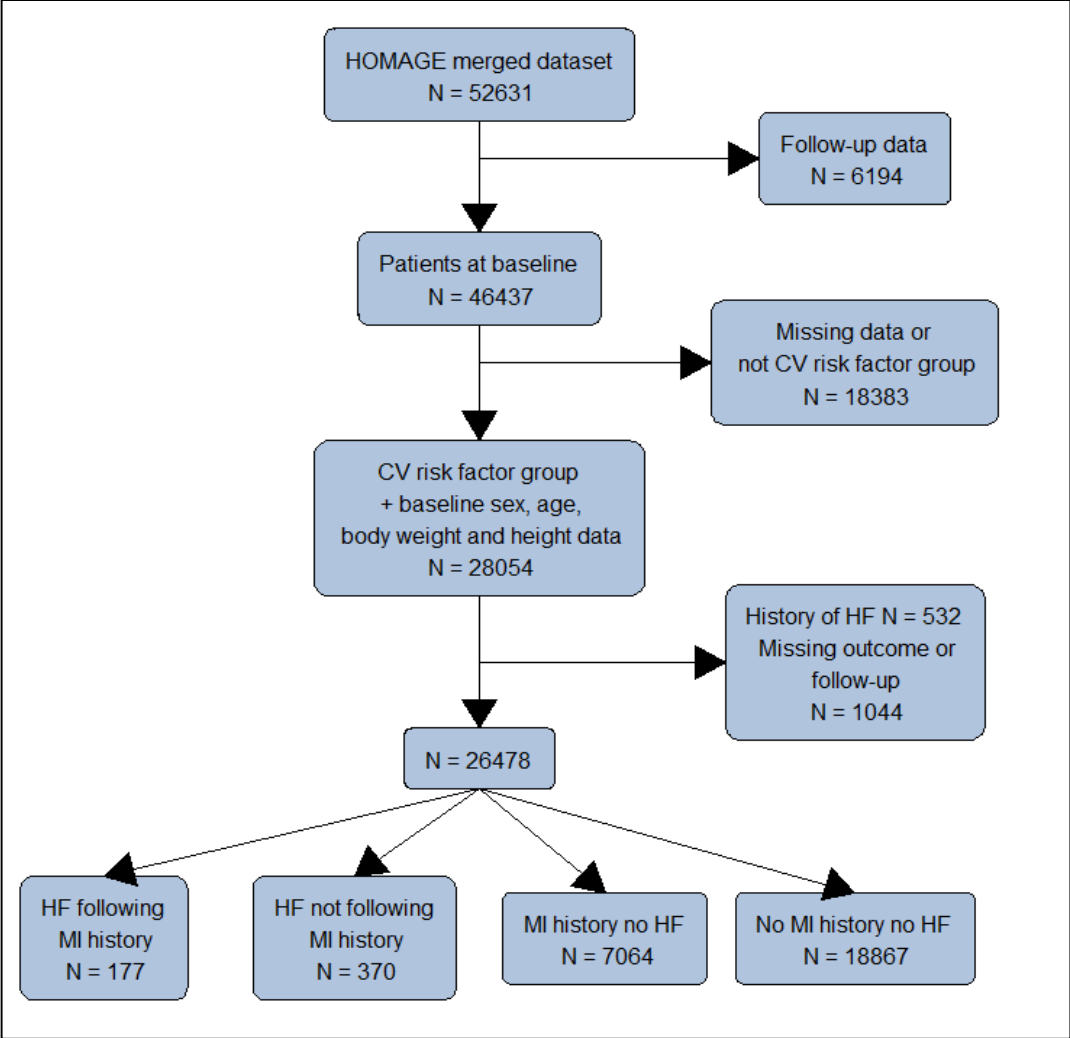 HOMAGE merged dataset
N = 52631
Follow-up data
N = 6194
Patients at baseline
N = 46437
Missing data or
not CV risk factor group
N = 18383
CV risk factor group
+ baseline sex, age,
body weight and height data
N = 28054
History of HF N = 532
Missing outcome or
follow-up
N = 1044
N = 26478
HF following
MI history
N = 177
HF not following
MI history
N = 370
MI history no HF
N = 7064
No MI history no HF
N = 18867